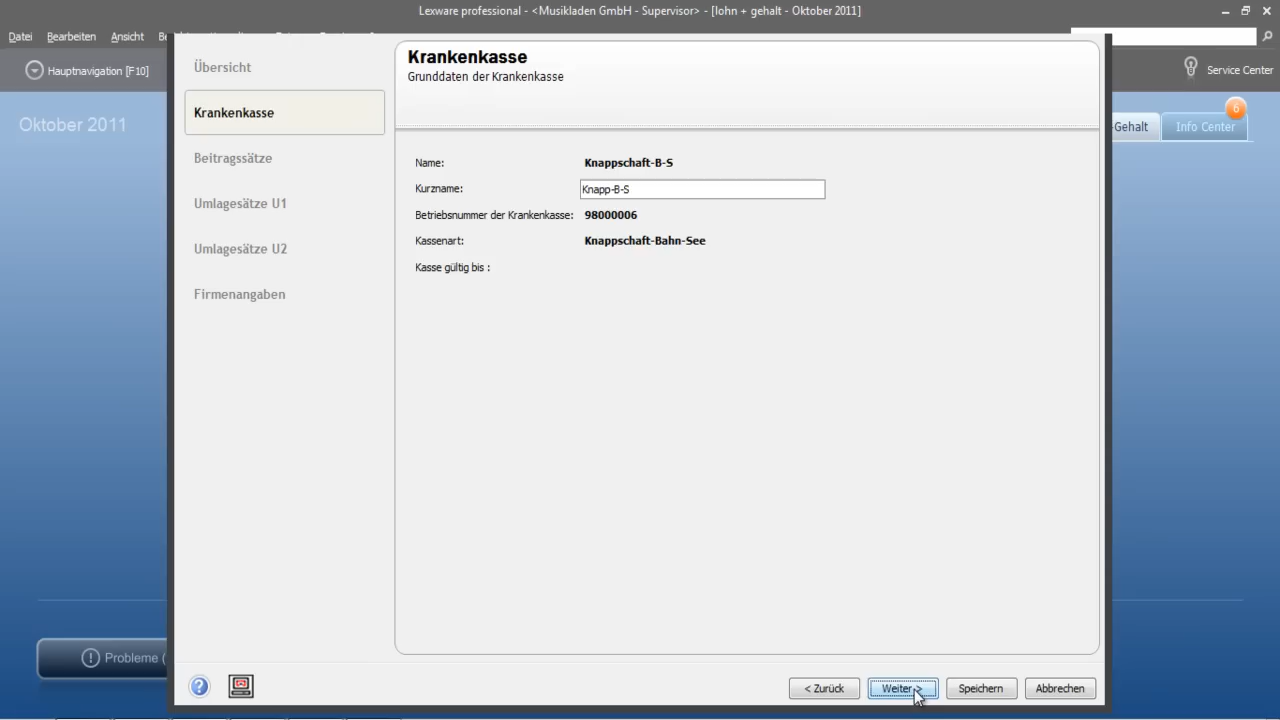 Lexware professional - <Musikladen GmbH - Supervisor> - [lohn + gehalt - Oktober 2011]
Datei Bearbeiten Ansicht
Hauptnavigation [F10]
Service Center
Oktober 2011
Gehalt
Info Center
6
Übersicht
Krankenkasse
Beitragssätze
Umlagesätze U1
Umlagesätze U2
Firmenangaben
Krankenkasse
Grunddaten der Krankenkasse
Name: Knappschaft-B-S
Kurzname: Knapp-B-S
Betriebsnummer der Krankenkasse: 98000006
Kassenart: Knappschaft-Bahn-See
Kasse gültig bis :
Probleme (
< Zurück
Weiter >
Speichern
Abbrechen